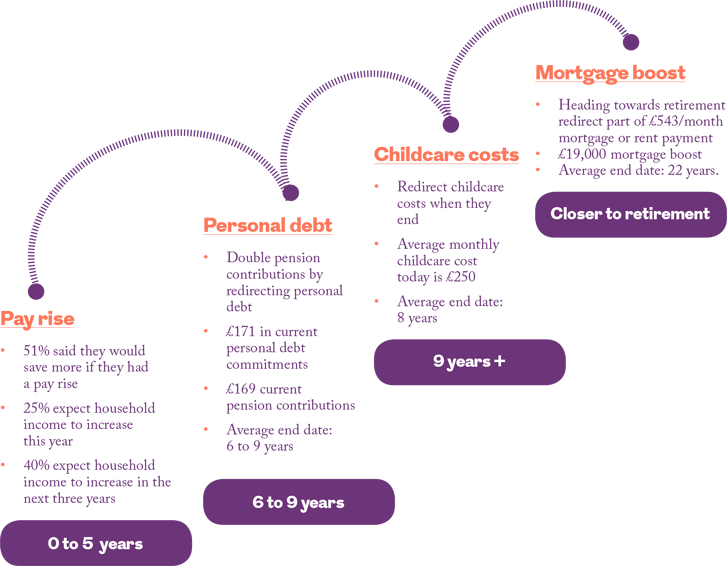 Pay rise
• 51% said they would
save more if they had
a pay rise
• 25% expect household
income to increase
this year
• 40% expect household
income to increase in the
next three years
0 to 5 years
Personal debt
• Double pension
contributions by
redirecting personal
debt
• £171 in current
personal debt
commitments
• £169 current
pension contributions
• Average end date:
6 to 9 years
6 to 9 years
Childcare costs
• Redirect childcare
costs when they
end
• Average monthly
childcare cost
today is £250
• Average end date:
8 years
9 years +
Mortgage boost
• Heading towards retirement
redirect part of £543/month
mortgage or rent payment
• £19,000 mortgage boost
• Average end date: 22 years.
Closer to retirement